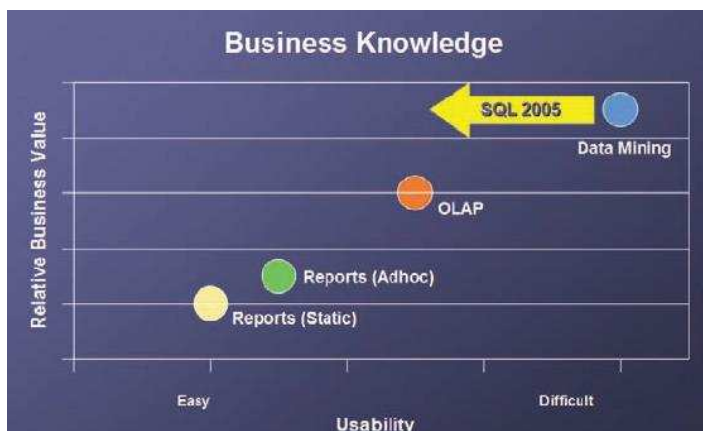 Business Knowledge
SQL 2005
Data Mining
OLAP
Reports (Adhoc)
Reports (Static)
Relative Business Value
Easy
Difficult
Usability